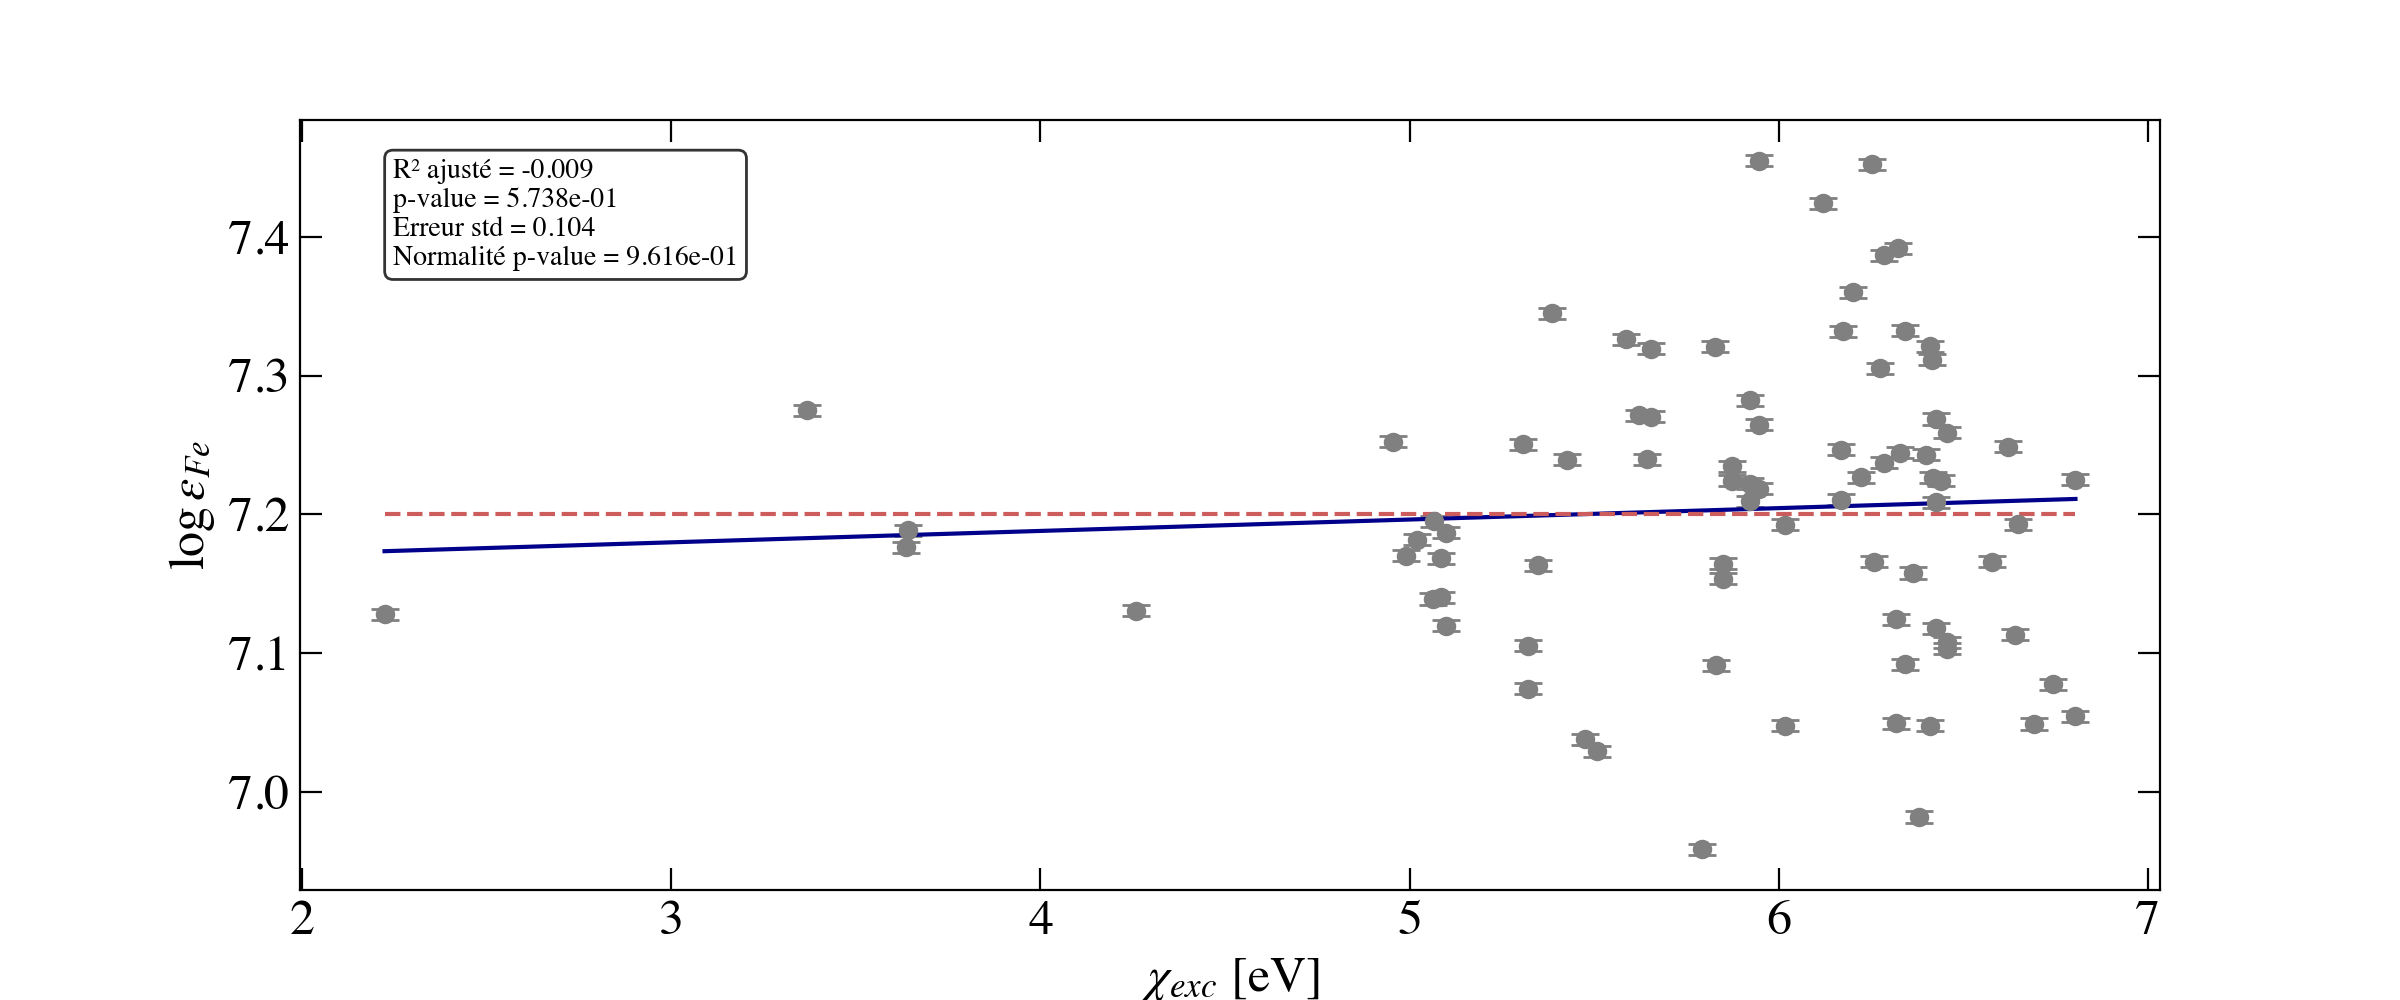 R² ajusté = -0.009
p-value = 5.738e-01
Erreur std = 0.104
Normalité p-value = 9.616e-01
7.4
7.3
7.2
7.1
7.0
log ε_Fe
2 3 4 5 6 7
χ_exc [eV]